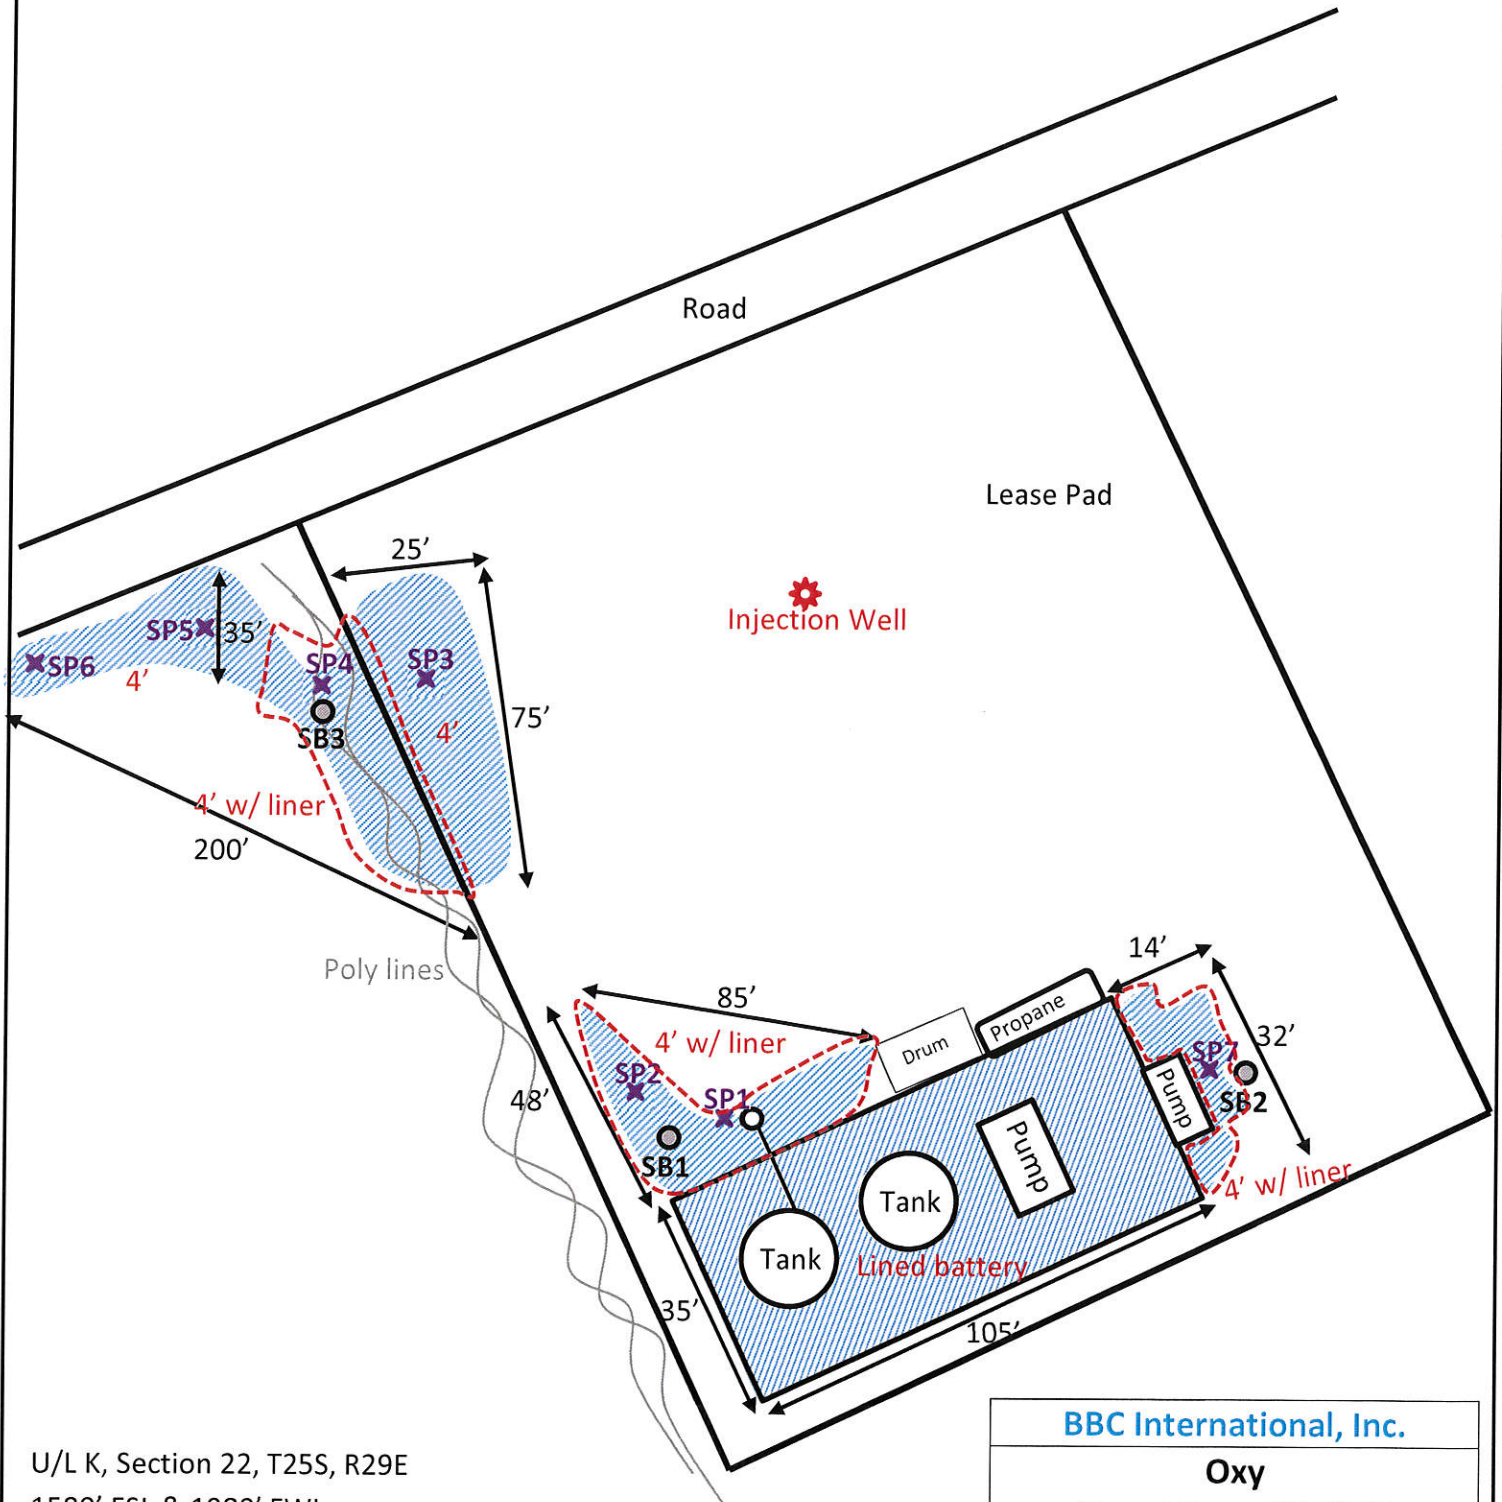 Road
Lease Pad
25’
Injection Well
SP5
35’
SP6
4’
SP4
SP3
75’
4’
SB3
4’ w/ liner
200’
Poly lines
14’
85’
Propane
4’ w/ liner
Drum
32’
SP2
SP7
48’
SP1
Pump
SB2
SB1
Pump
4’ w/ liner
Tank
Tank
Lined battery
35’
105’
U/L K, Section 22, T25S, R29E
BBC International, Inc.
Oxy